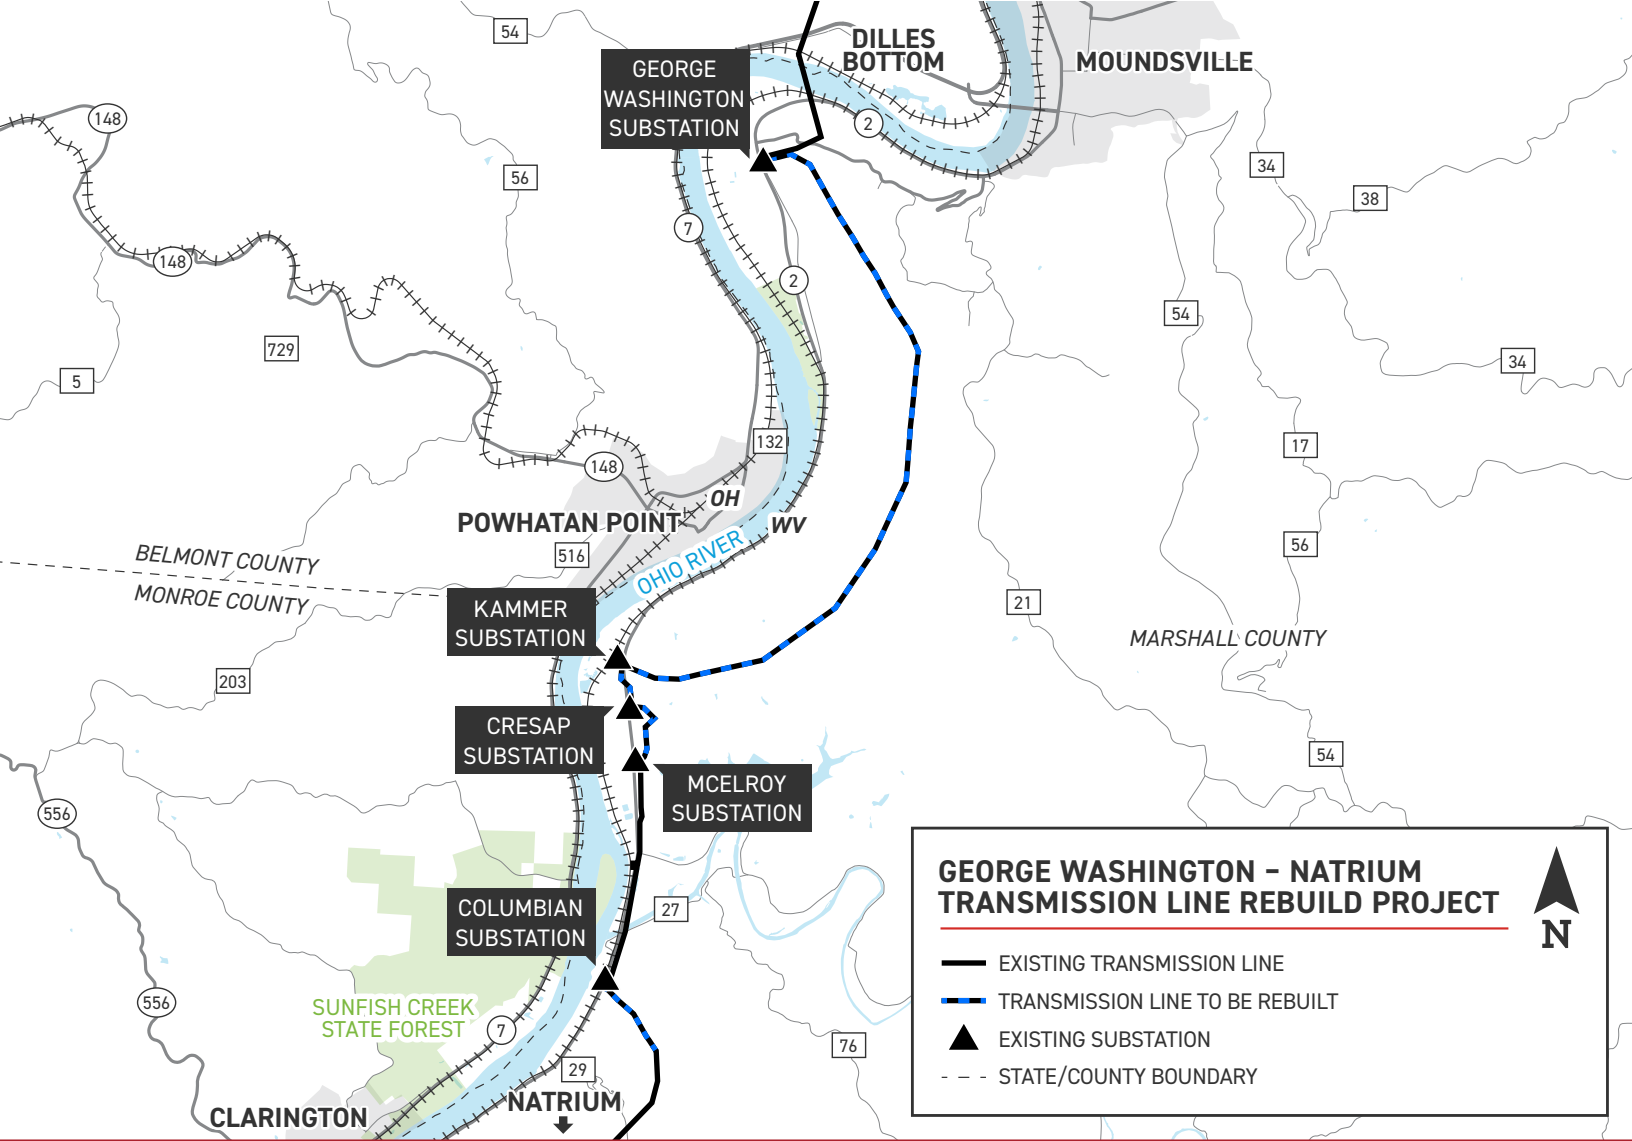 54
DILLES
BOTTOM
MOUNDSVILLE
GEORGE
WASHINGTON
SUBSTATION
148
2
34
56
38
7
148
2
54
729
34
5
132
17
148
OH
POWHATAN POINT
WV
516
56
OHIO RIVER
BELMONT COUNTY
MONROE COUNTY
KAMMER
SUBSTATION
21
MARSHALL COUNTY
203
CRESAP
SUBSTATION
54
MCELROY
SUBSTATION
556
COLUMBIAN
SUBSTATION
27
556
SUNFISH CREEK
STATE FOREST
7
76
29
NATRIUM
CLARINGTON
GEORGE WASHINGTON – NATRIUM
TRANSMISSION LINE REBUILD PROJECT
N
EXISTING TRANSMISSION LINE
TRANSMISSION LINE TO BE REBUILT
EXISTING SUBSTATION
STATE/COUNTY BOUNDARY